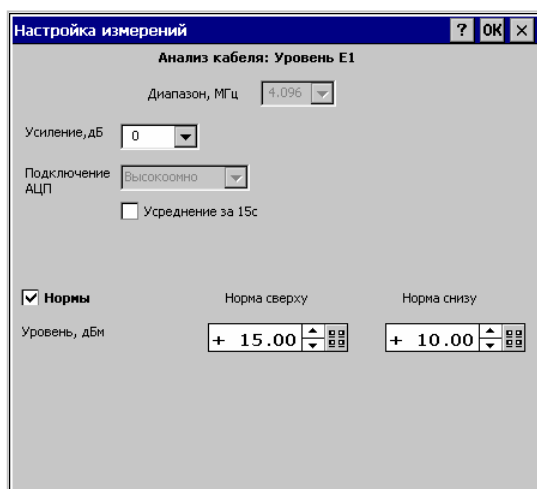 Настройка измерений ? OK ×
Анализ кабеля: Уровень E1
Диапазон, МГц 4.096
Усиление,дБ 0
Подключение АЦП Высокоомно
Усреднение за 15с
Нормы Норма сверху Норма снизу
Уровень, дБм + 15.00 + 10.00